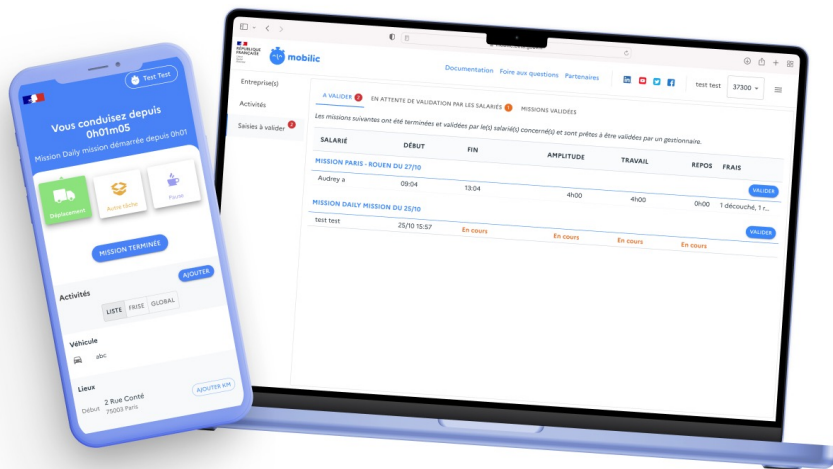 Test Test
Vous conduisez depuis
0h01m05
Mission Daily mission démarrée depuis 0h01
Déplacement
Autre tâche
Pause
MISSION TERMINÉE
Activités
AJOUTER
LISTE
FRISE
GLOBAL
Véhicule
abc
Lieux
Début
2 Rue Conté
75003 Paris
AJOUTER KM
RÉPUBLIQUE
FRANÇAISE
mobilic
Documentation
Foire aux questions
Partenaires
test test
37300
Entreprise(s)
Activités
Saisies à valider 2
A VALIDER 2
EN ATTENTE DE VALIDATION PAR LES SALARIÉS
MISSIONS VALIDÉES
Les missions suivantes ont été terminées et validées par le(s) salarié(s) concerné(s) et sont prêtes à être validées par un gestionnaire.
SALARIÉ DÉBUT FIN AMPLITUDE TRAVAIL REPOS FRAIS
MISSION PARIS - ROUEN DU 27/10
VALIDER
Audrey a 09:04 13:04 4h00 4h00 0h00 1 découché, 1 r...
MISSION DAILY MISSION DU 25/10
VALIDER
test test 25/10 15:57 En cours En cours En cours En cours